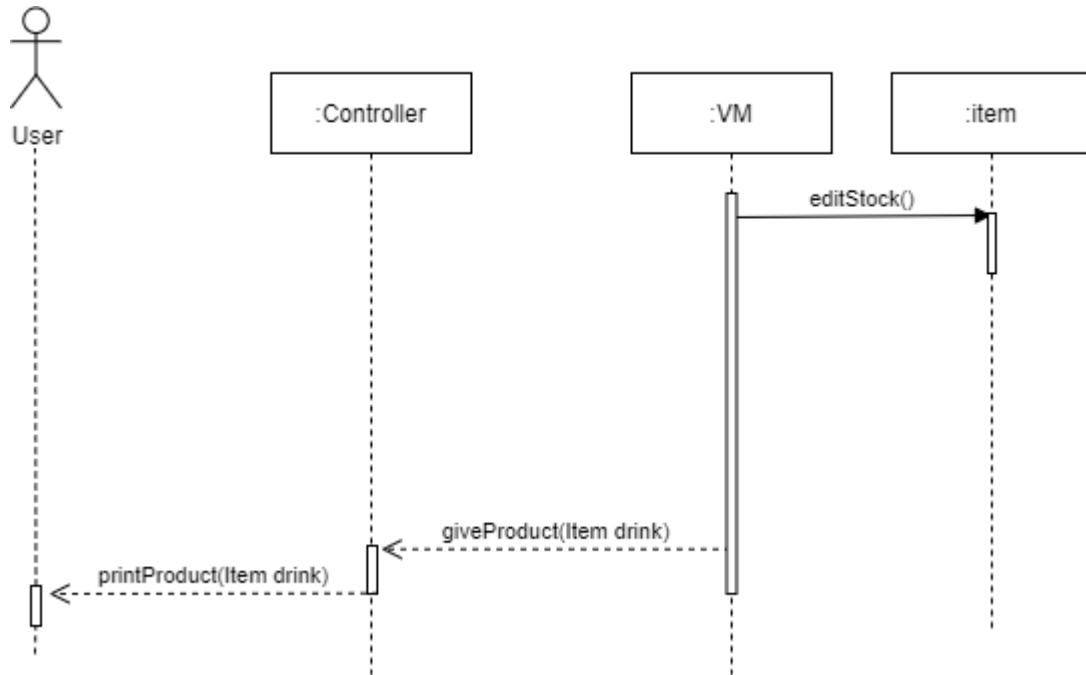 User
:Controller
:VM
:item
editStock()
giveProduct(Item drink)
printProduct(Item drink)